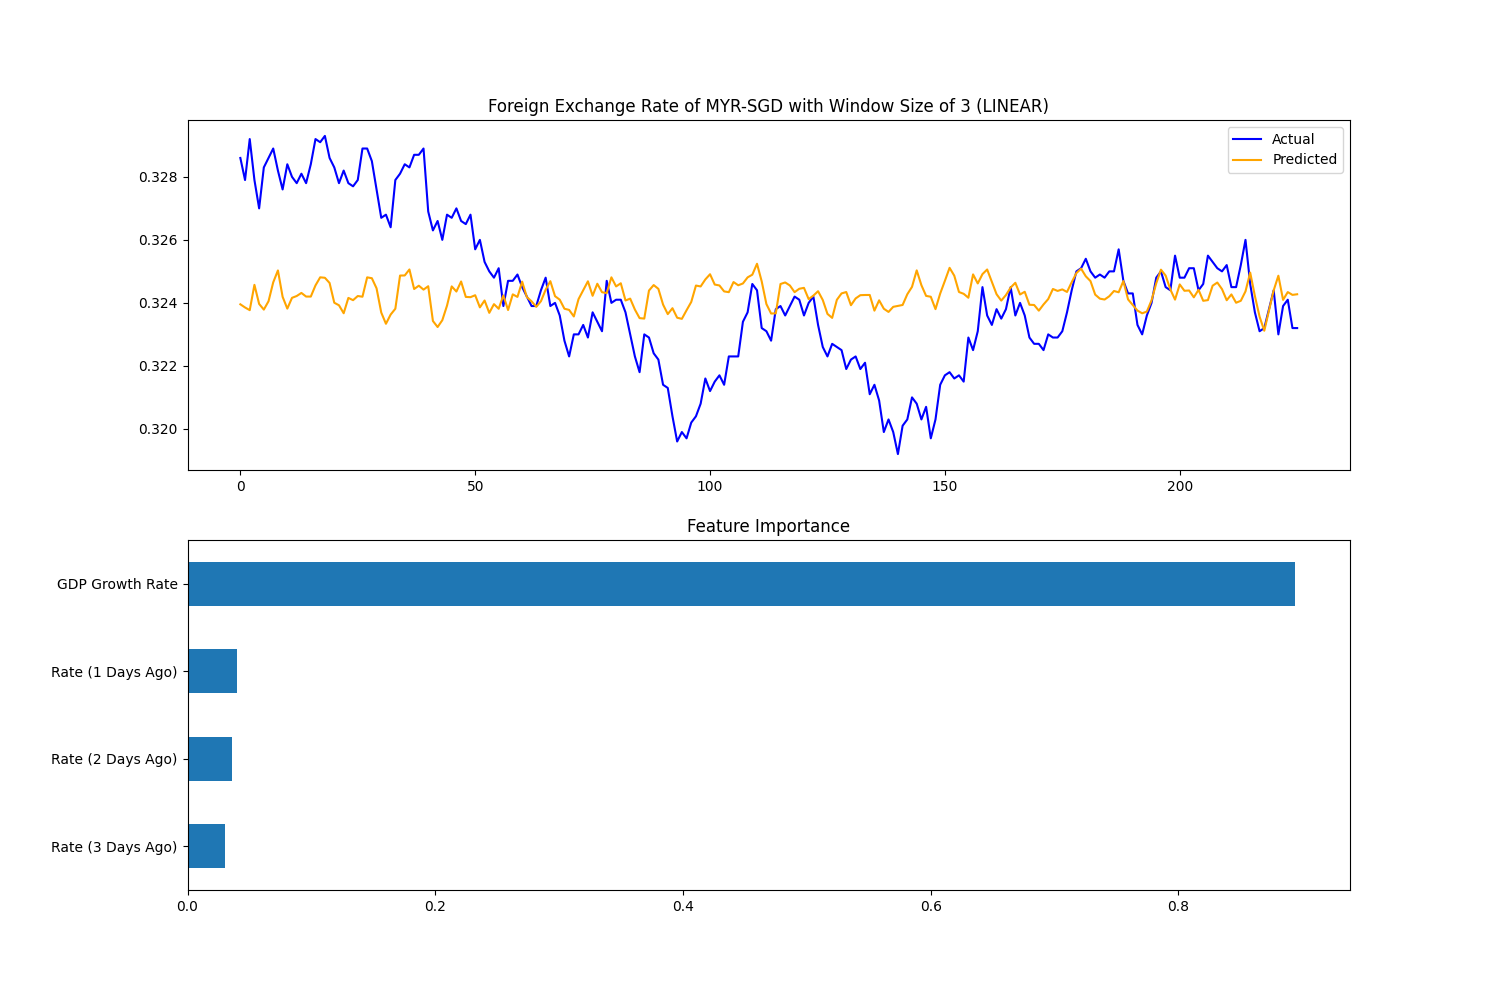 Foreign Exchange Rate of MYR-SGD with Window Size of 3 (LINEAR)
Actual
Predicted
0.328
0.326
0.324
0.322
0.320
0 50 100 150 200
Feature Importance
GDP Growth Rate
Rate (1 Days Ago)
Rate (2 Days Ago)
Rate (3 Days Ago)
0.0 0.2 0.4 0.6 0.8